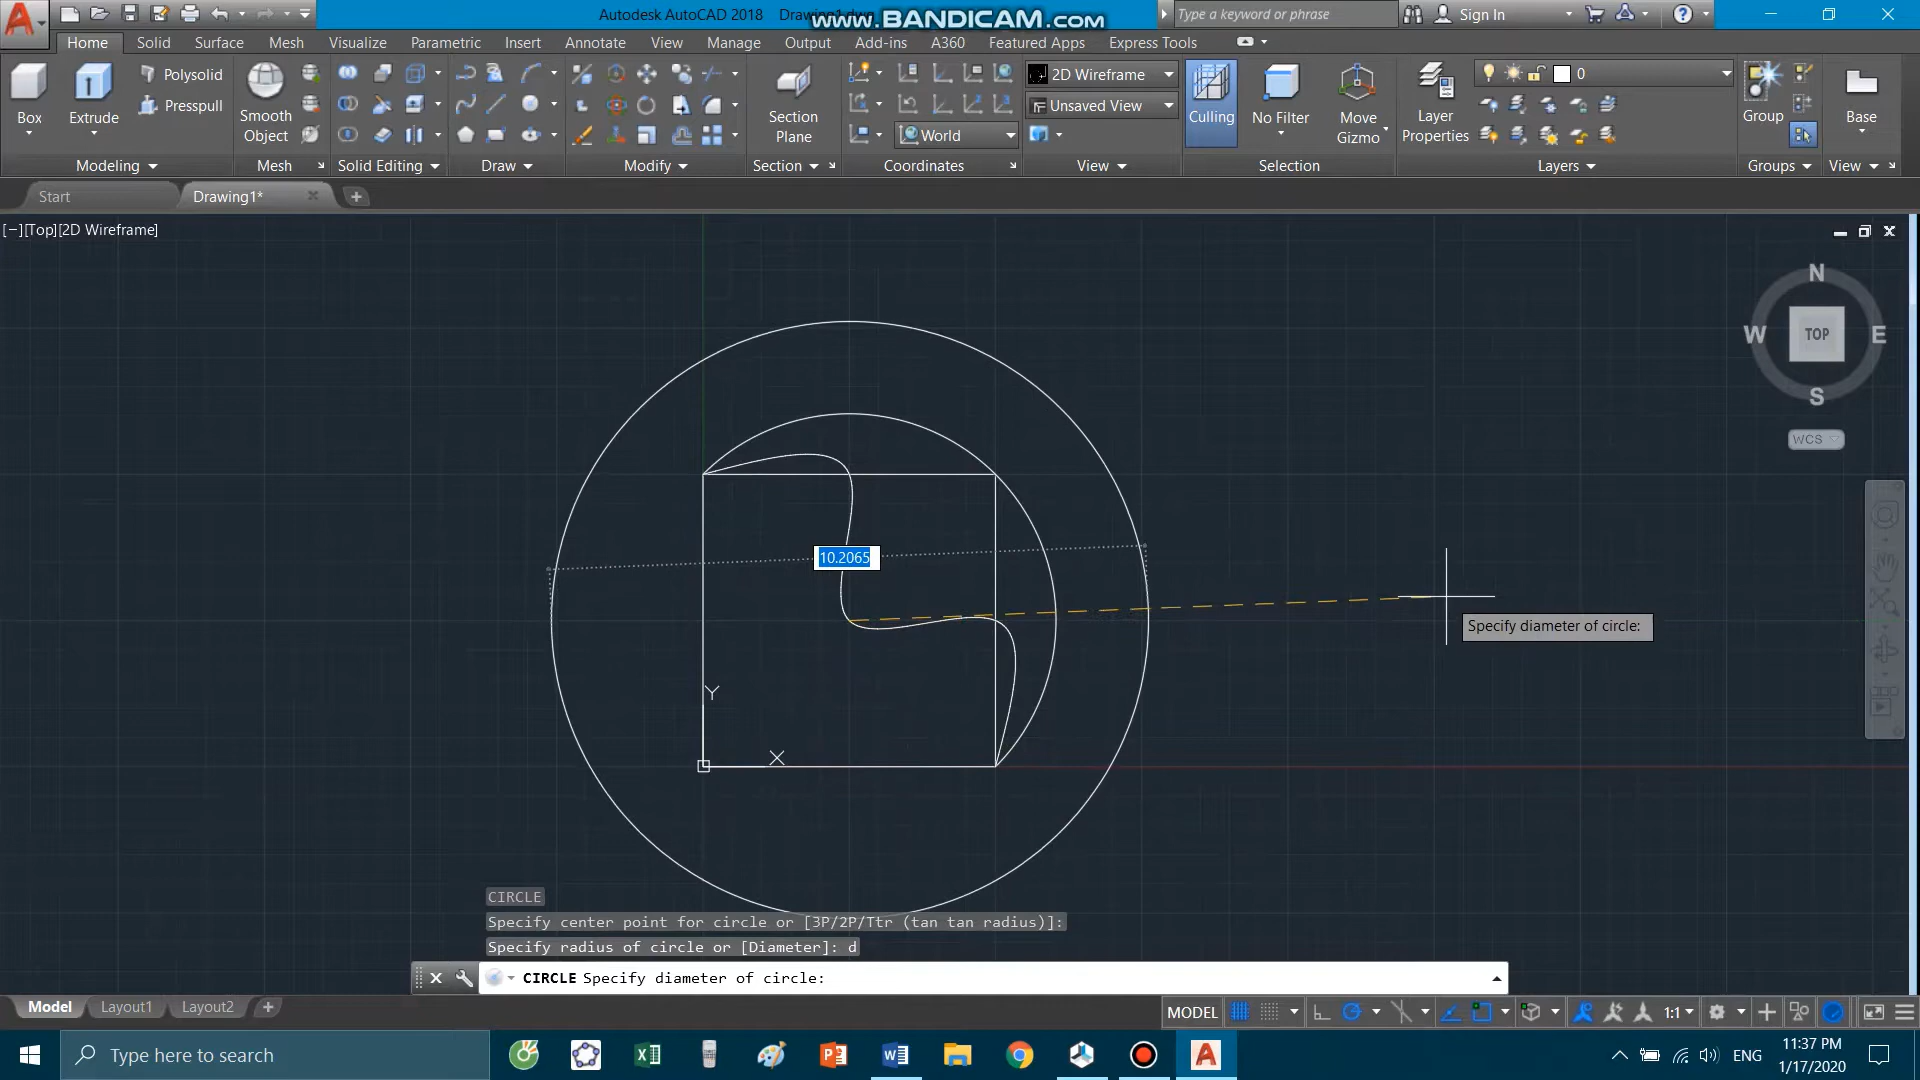 Autodesk AutoCAD 2018 Drawing1.dwg
www.BANDICAM.com
Type a keyword or phrase
Sign In
Home Solid Surface Mesh Visualize Parametric Insert Annotate View Manage Output Add-ins A360 Featured Apps Express Tools
Box
Extrude
Polysolid
Presspull
Smooth
Object
Section
Plane
World
2D Wireframe
Unsaved View
Culling
No Filter
Move
Gizmo
Layer
Properties
0
Group
Base
Modeling Mesh Solid Editing Draw Modify Section Coordinates View Selection Layers Groups View
Start
Drawing1*
[−][Top][2D Wireframe]
N
W TOP E
S
WCS
10.2065
Specify diameter of circle:
Y
X
CIRCLE
Specify center point for circle or [3P/2P/Ttr (tan tan radius)]:
Specify radius of circle or [Diameter]: d
CIRCLE Specify diameter of circle:
Model Layout1 Layout2
MODEL
1:1
Type here to search
ENG
11:37 PM
1/17/2020